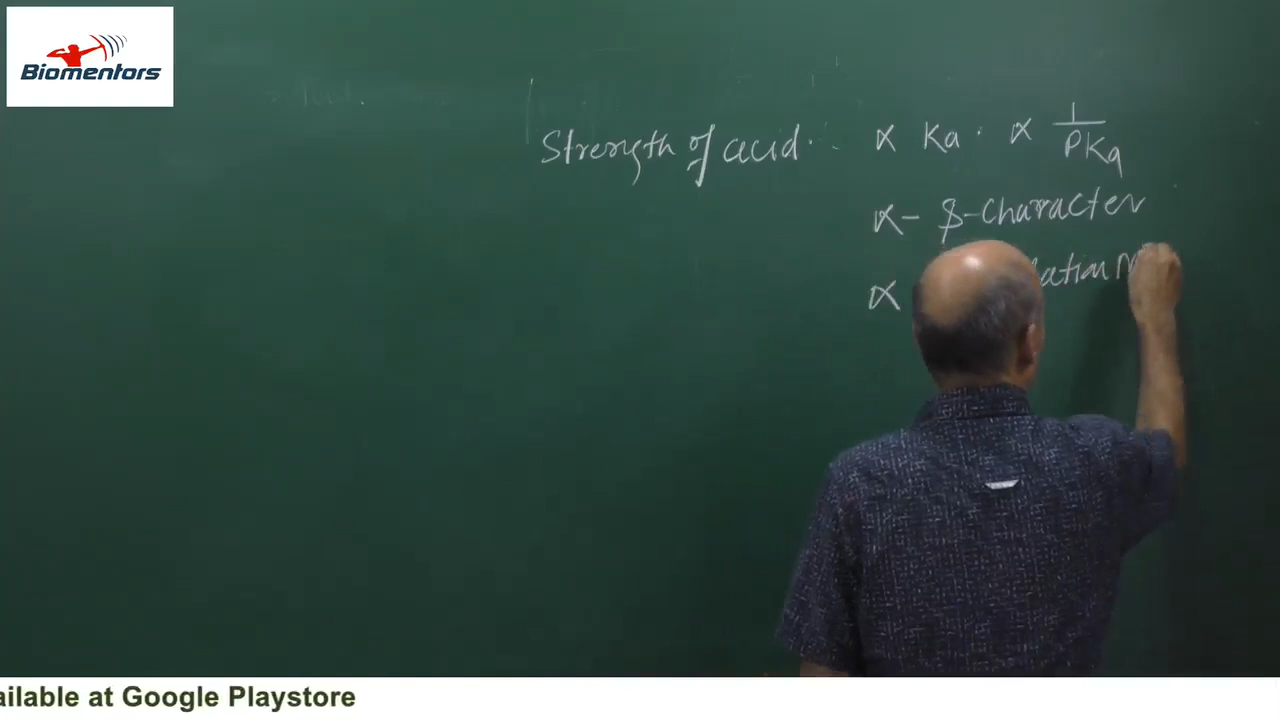 Biomentors
Strength of acid ∝ Ka ∝ 1/PKa
∝ - S-character
∝
ailable at Google Playstore